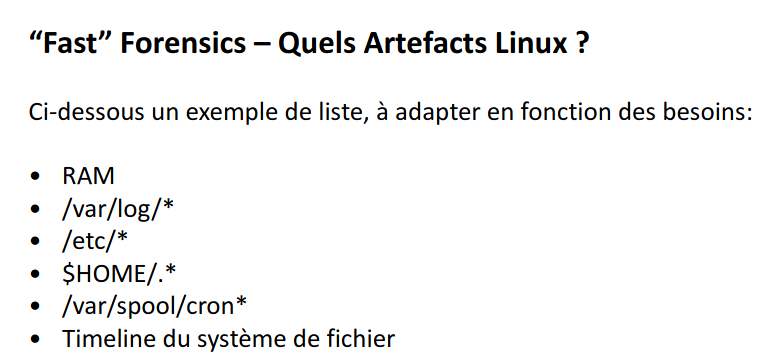 “Fast” Forensics – Quels Artefacts Linux ?
Ci-dessous un exemple de liste, à adapter en fonction des besoins:
• RAM
• /var/log/*
• /etc/*
• $HOME/.*
• /var/spool/cron*
• Timeline du système de fichier